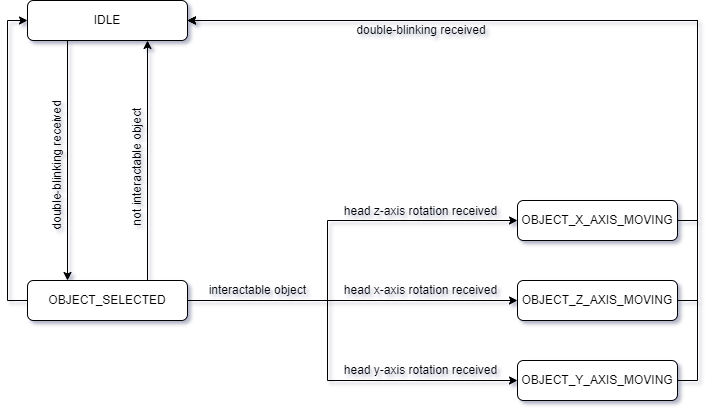 IDLE
double-blinking received
double-blinking received
not interactable object
head z-axis rotation received
OBJECT_X_AXIS_MOVING
OBJECT_SELECTED
interactable object
head x-axis rotation received
OBJECT_Z_AXIS_MOVING
head y-axis rotation received
OBJECT_Y_AXIS_MOVING